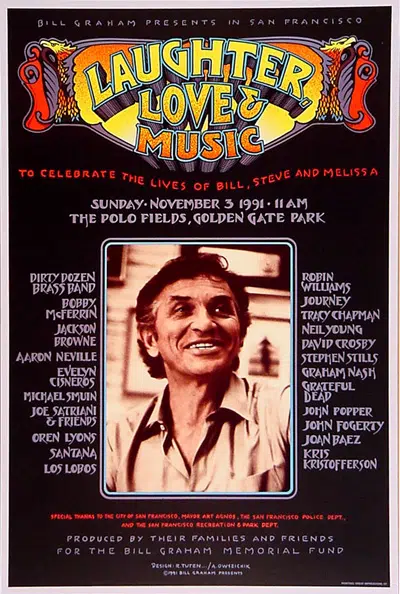 BILL GRAHAM PRESENTS IN SAN FRANCISCO
LAUGHTER,
LOVE &
MUSIC
TO CELEBRATE THE LIVES OF BILL, STEVE AND MELISSA
SUNDAY · NOVEMBER 3 1991 · 11 AM
THE POLO FIELDS, GOLDEN GATE PARK
DIRTY DOZEN
BRASS BAND
BOBBY
McFERRIN
JACKSON
BROWNE
AARON NEVILLE
EVELYN
CISNEROS
MICHAEL SMUIN
JOE SATRIANI
& FRIENDS
OREN LYONS
SANTANA
LOS LOBOS
ROBIN
WILLIAMS
JOURNEY
TRACY CHAPMAN
NEIL YOUNG
DAVID CROSBY
STEPHEN STILLS
GRAHAM NASH
GRATEFUL
DEAD
JOHN POPPER
JOHN FOGERTY
JOAN BAEZ
KRIS
KRISTOFFERSON
SPECIAL THANKS TO THE CITY OF SAN FRANCISCO, MAYOR ART AGNOS, THE SAN FRANCISCO POLICE DEPT.,
AND THE SAN FRANCISCO RECREATION & PARK DEPT.
PRODUCED BY THEIR FAMILIES AND FRIENDS
FOR THE BILL GRAHAM MEMORIAL FUND
DESIGN: R. TUTEN /A. OWSICHIK
©1991 BILL GRAHAM PRESENTS